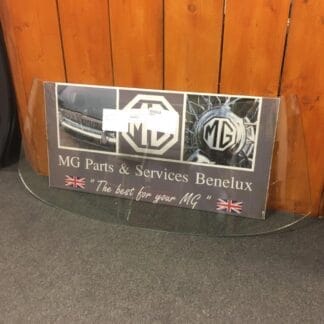 MG
MG
MG Parts & Services Benelux
"The best for your MG"